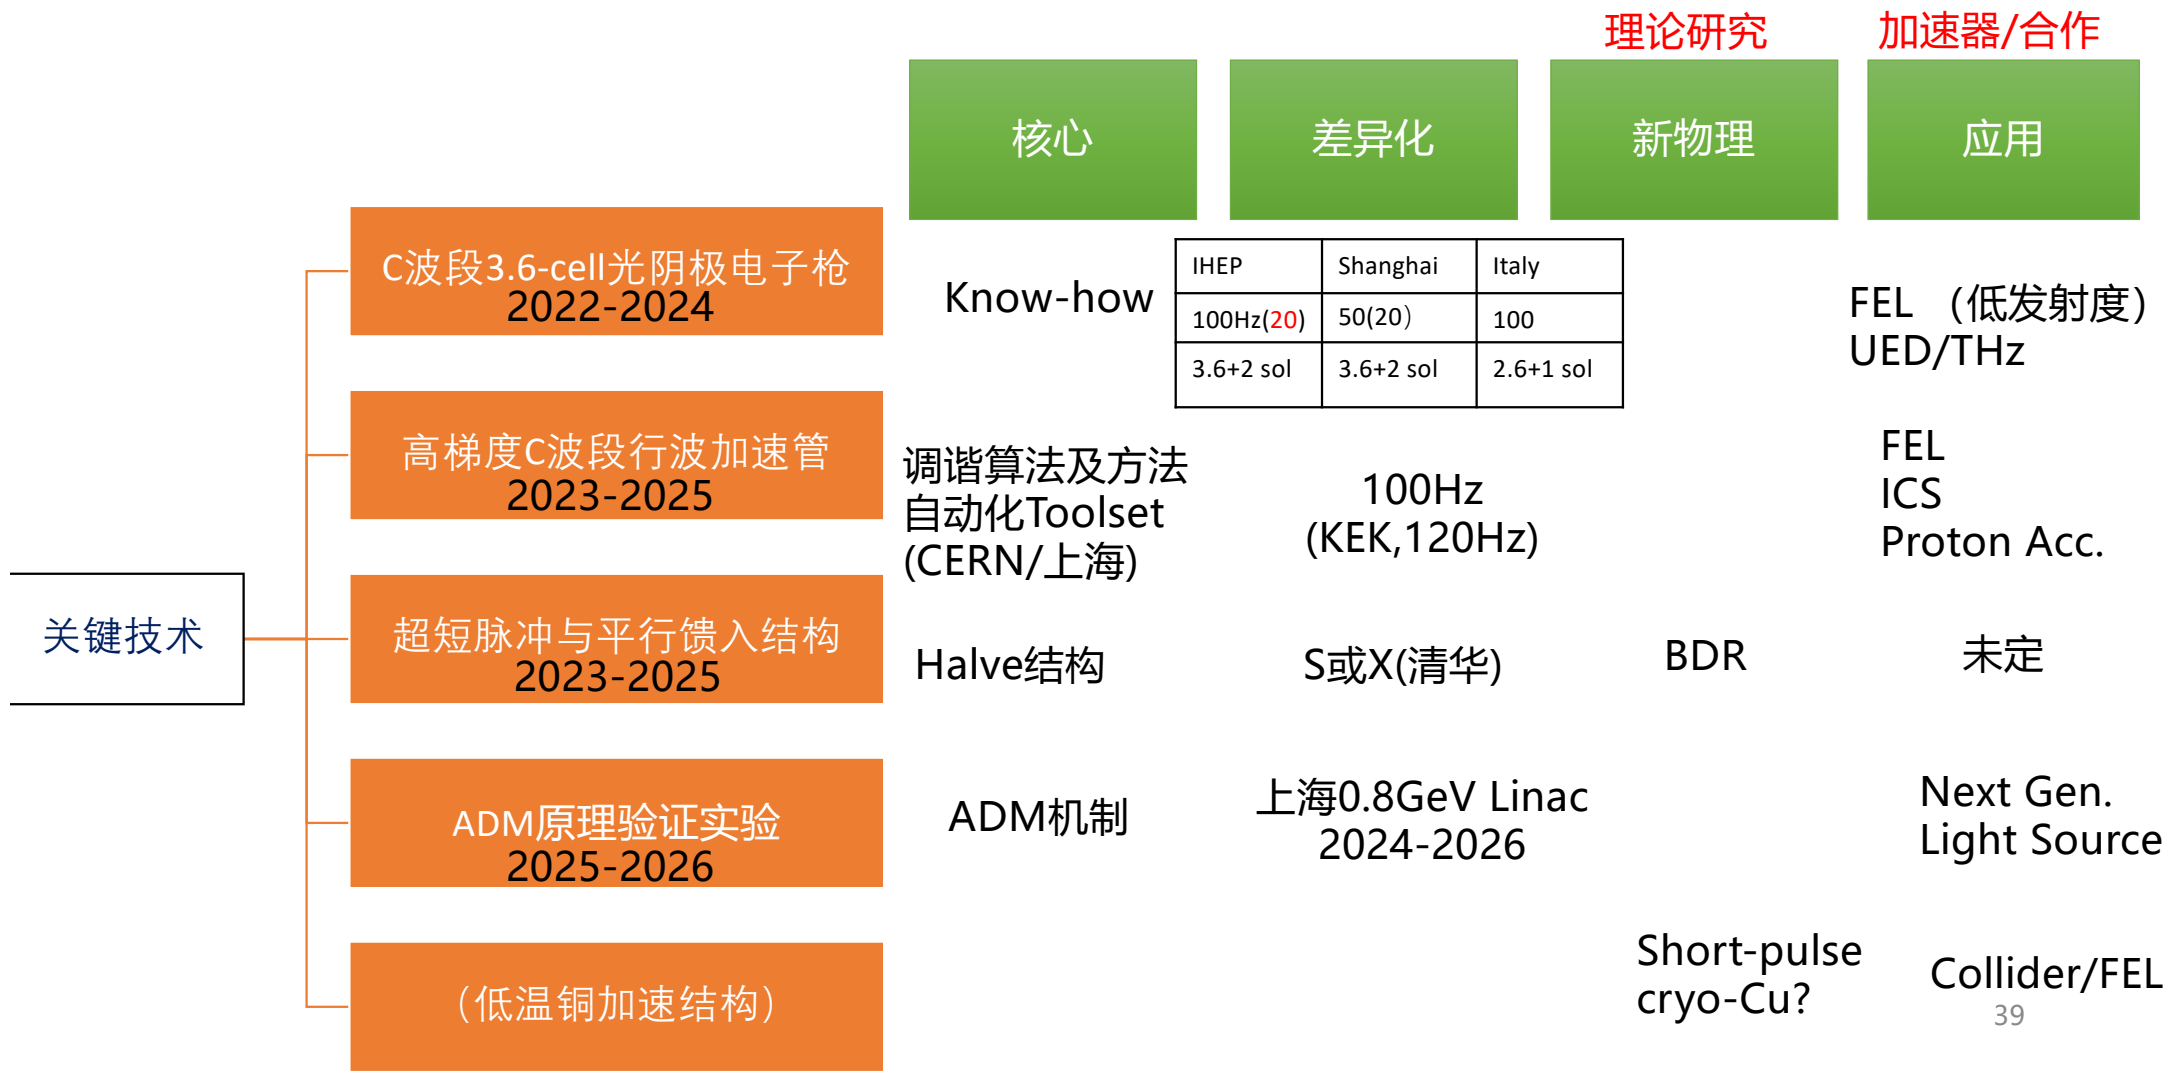 理论研究
加速器/合作
核心
差异化
新物理
应用
关键技术
C波段3.6-cell光阴极电子枪
2022-2024
Know-how
IHEP
Shanghai
Italy
100Hz(20)
50(20）
100
3.6+2 sol
3.6+2 sol
2.6+1 sol
FEL （低发射度）
UED/THz
高梯度C波段行波加速管
2023-2025
调谐算法及方法
自动化Toolset
(CERN/上海)
100Hz
(KEK,120Hz)
FEL
ICS
Proton Acc.
超短脉冲与平行馈入结构
2023-2025
Halve结构
S或X(清华)
BDR
未定
ADM原理验证实验
2025-2026
ADM机制
上海0.8GeV Linac
2024-2026
Next Gen.
Light Source
（低温铜加速结构）
Short-pulse
cryo-Cu?
Collider/FEL
39